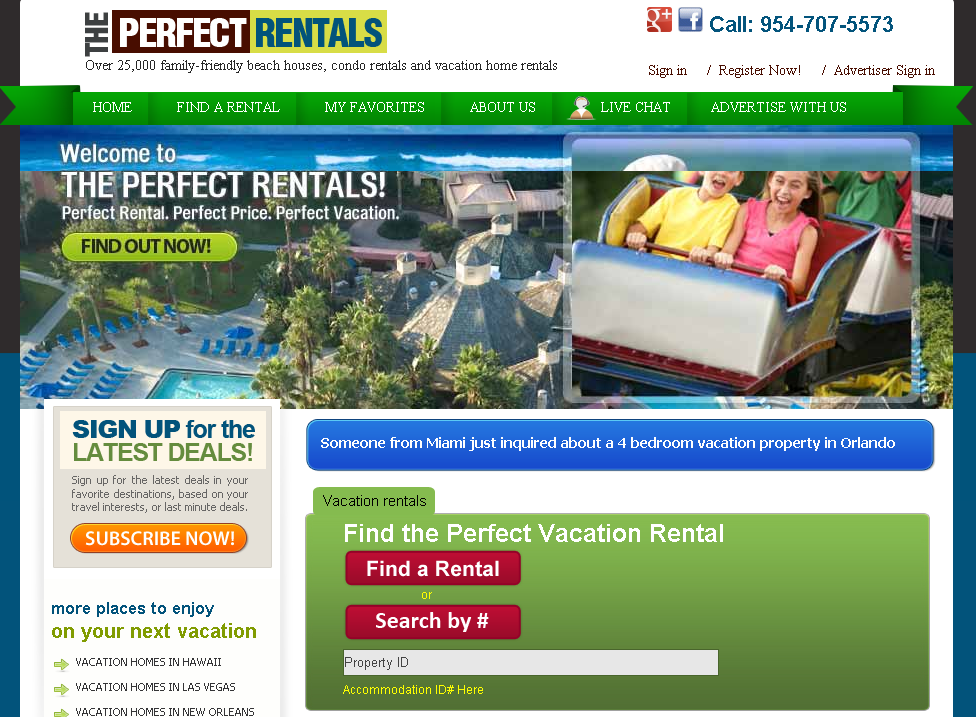 THE PERFECT RENTALS
Over 25,000 family-friendly beach houses, condo rentals and vacation home rentals
g+ f Call: 954-707-5573
Sign in / Register Now! / Advertiser Sign in
HOME FIND A RENTAL MY FAVORITES ABOUT US LIVE CHAT ADVERTISE WITH US
Welcome to
THE PERFECT RENTALS!
Perfect Rental. Perfect Price. Perfect Vacation.
FIND OUT NOW!
SIGN UP for the
LATEST DEALS!
Sign up for the latest deals in your
favorite destinations, based on your
travel interests, or last minute deals.
SUBSCRIBE NOW!
more places to enjoy
on your next vacation
VACATION HOMES IN HAWAII
VACATION HOMES IN LAS VEGAS
VACATION HOMES IN NEW ORLEANS
Someone from Miami just inquired about a 4 bedroom vacation property in Orlando
Vacation rentals
Find the Perfect Vacation Rental
Find a Rental
or
Search by #
Property ID
Accommodation ID# Here